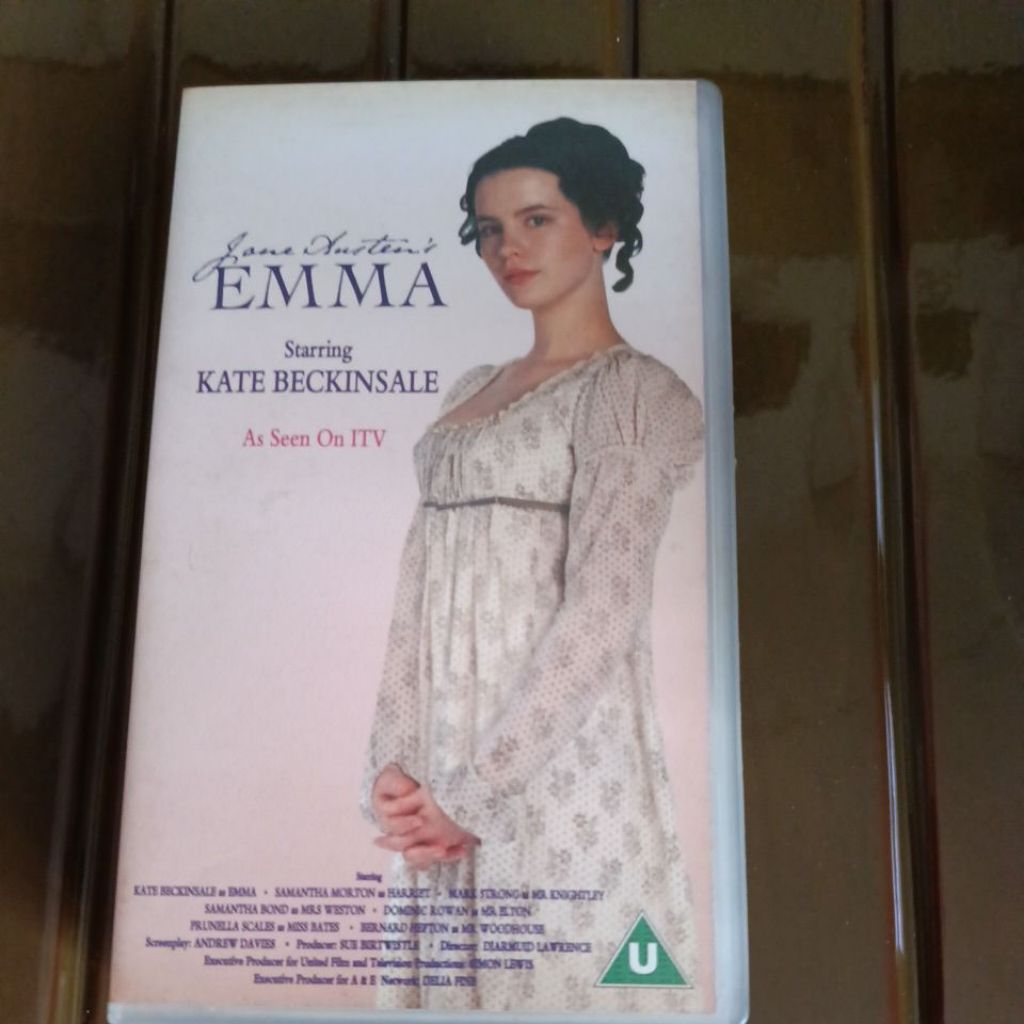 Jane Austen's
EMMA
Starring
KATE BECKINSALE
As Seen On ITV
Starring
KATE BECKINSALE as EMMA • SAMANTHA MORTON as HARRIET • MARK STRONG as MR KNIGHTLEY
SAMANTHA BOND as MRS WESTON • DOMINIC ROWAN as MR ELTON
PRUNELLA SCALES as MISS BATES • BERNARD HEPTON as MR WOODHOUSE
Screenplay: ANDREW DAVIES • Producer: SUE BIRTWISTLE • Director: DIARMUID LAWRENCE
Executive Producer for United Film and Television Productions: SIMON LEWIS
Executive Producer for A & E Network: DELIA FINE
U